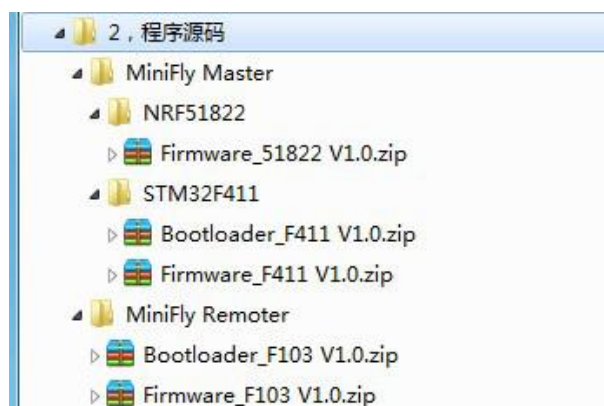 2，程序源码
MiniFly Master
NRF51822
Firmware_51822 V1.0.zip
STM32F411
Bootloader_F411 V1.0.zip
Firmware_F411 V1.0.zip
MiniFly Remoter
Bootloader_F103 V1.0.zip
Firmware_F103 V1.0.zip